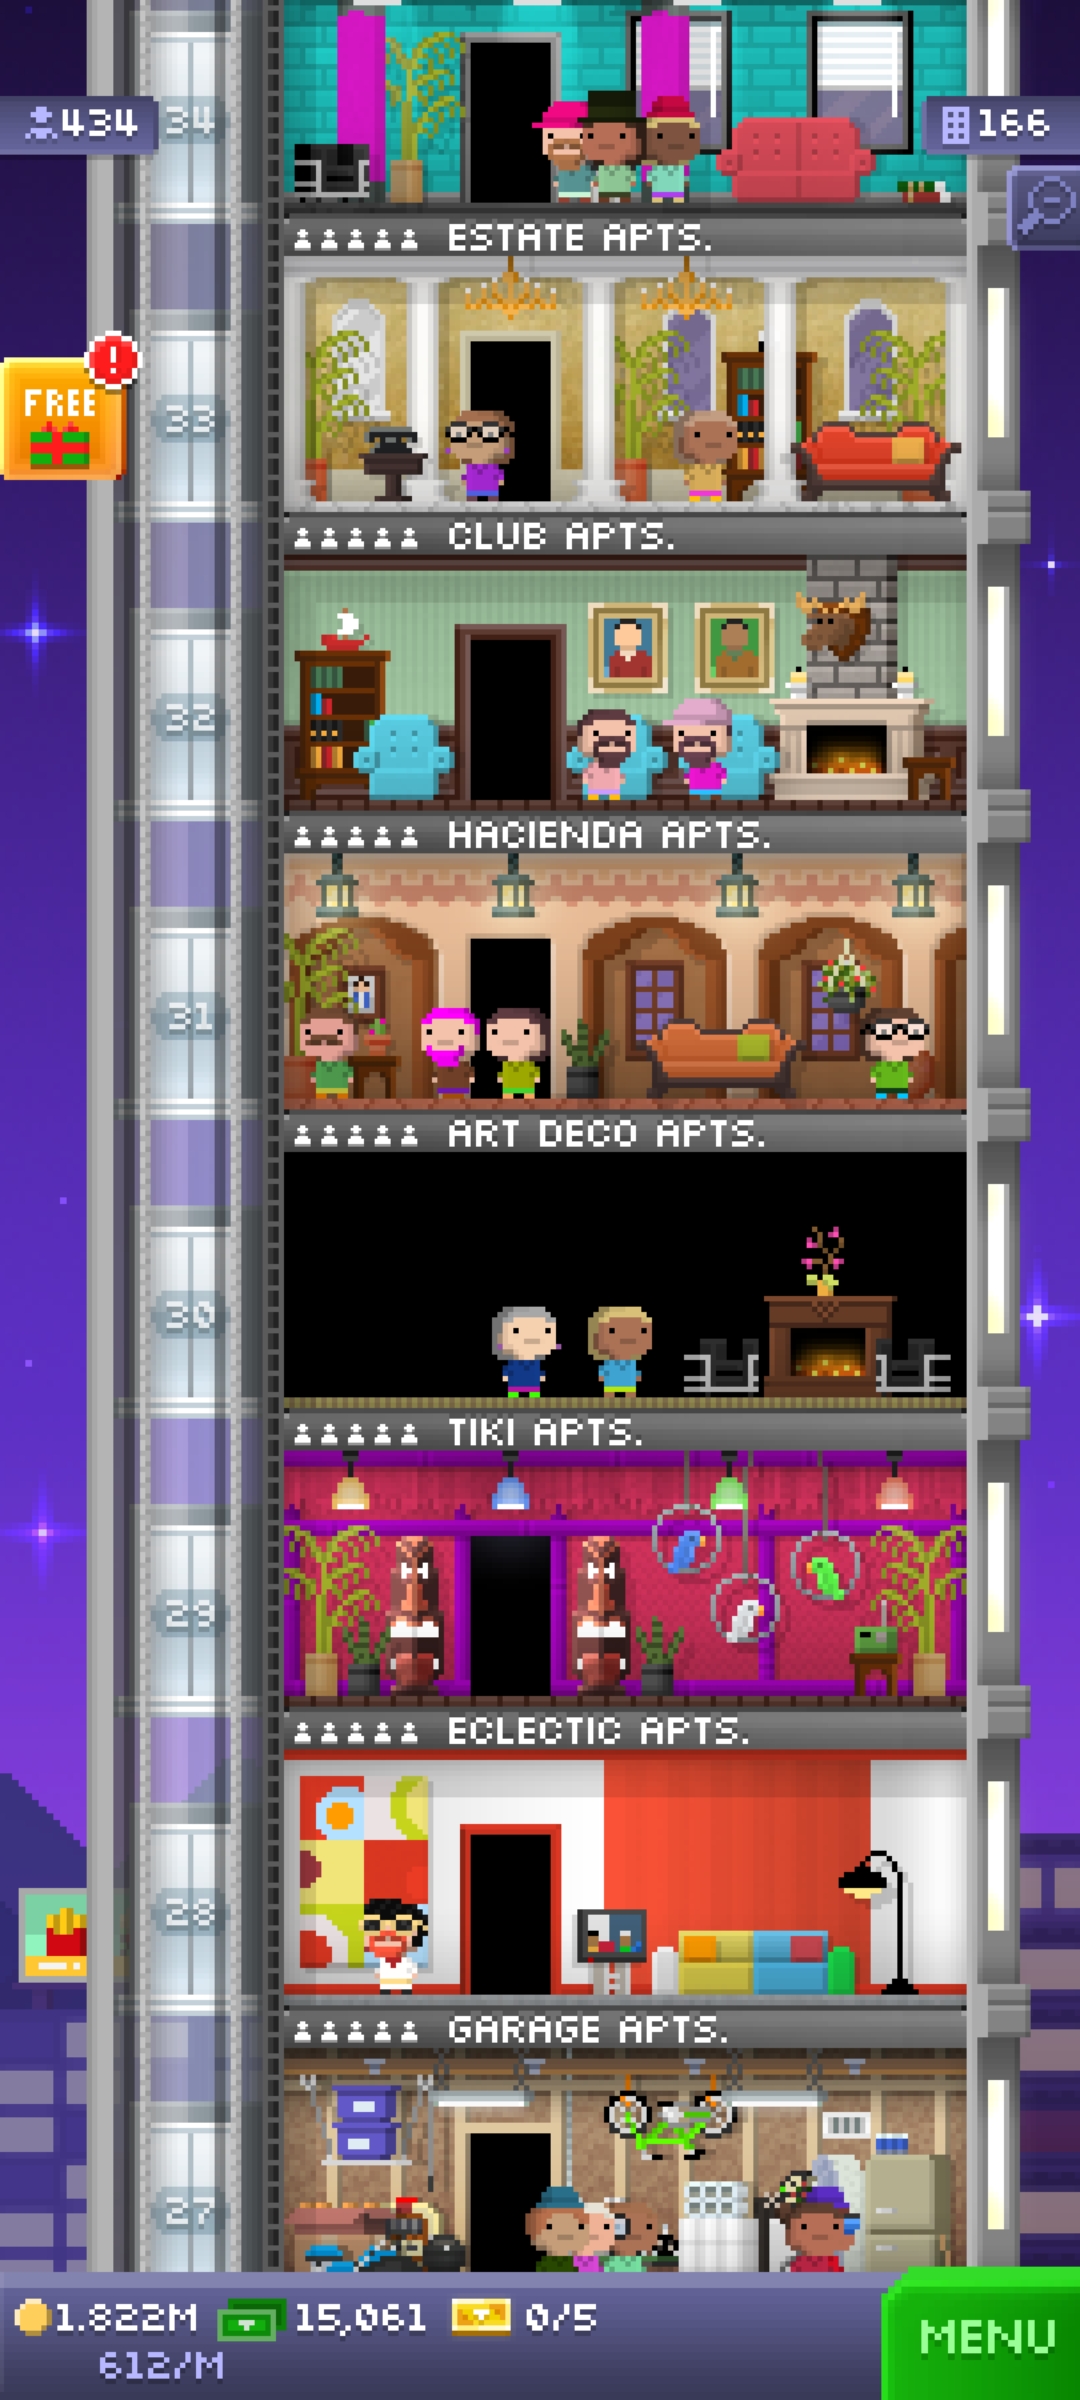 434
34
166
ESTATE APTS.
FREE
!
33
CLUB APTS.
32
HACIENDA APTS.
31
ART DECO APTS.
30
TIKI APTS.
29
ECLECTIC APTS.
28
GARAGE APTS.
27
1.822M 15,061 0/5
612/M
MENU